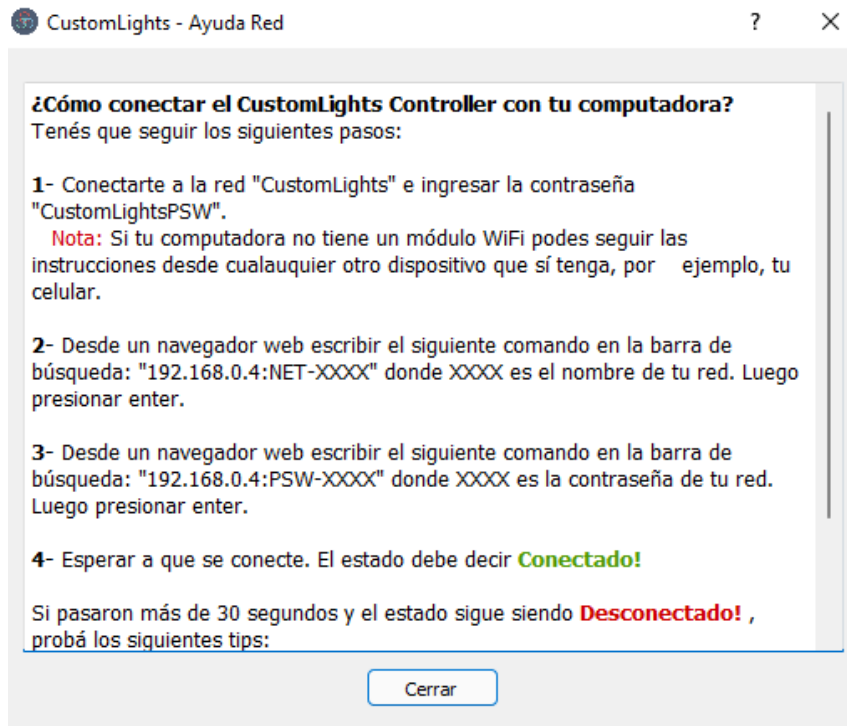 CustomLights - Ayuda Red
?
¿Cómo conectar el CustomLights Controller con tu computadora?
Tenés que seguir los siguientes pasos:
1- Conectarte a la red "CustomLights" e ingresar la contraseña
"CustomLightsPSW".
Nota: Si tu computadora no tiene un módulo WiFi podes seguir las
instrucciones desde cualauquier otro dispositivo que sí tenga, por    ejemplo, tu
celular.
2- Desde un navegador web escribir el siguiente comando en la barra de
búsqueda: "192.168.0.4:NET-XXXX" donde XXXX es el nombre de tu red. Luego
presionar enter.
3- Desde un navegador web escribir el siguiente comando en la barra de
búsqueda: "192.168.0.4:PSW-XXXX" donde XXXX es la contraseña de tu red.
Luego presionar enter.
4- Esperar a que se conecte. El estado debe decir Conectado!
Si pasaron más de 30 segundos y el estado sigue siendo Desconectado! ,
probá los siguientes tips:
Cerrar